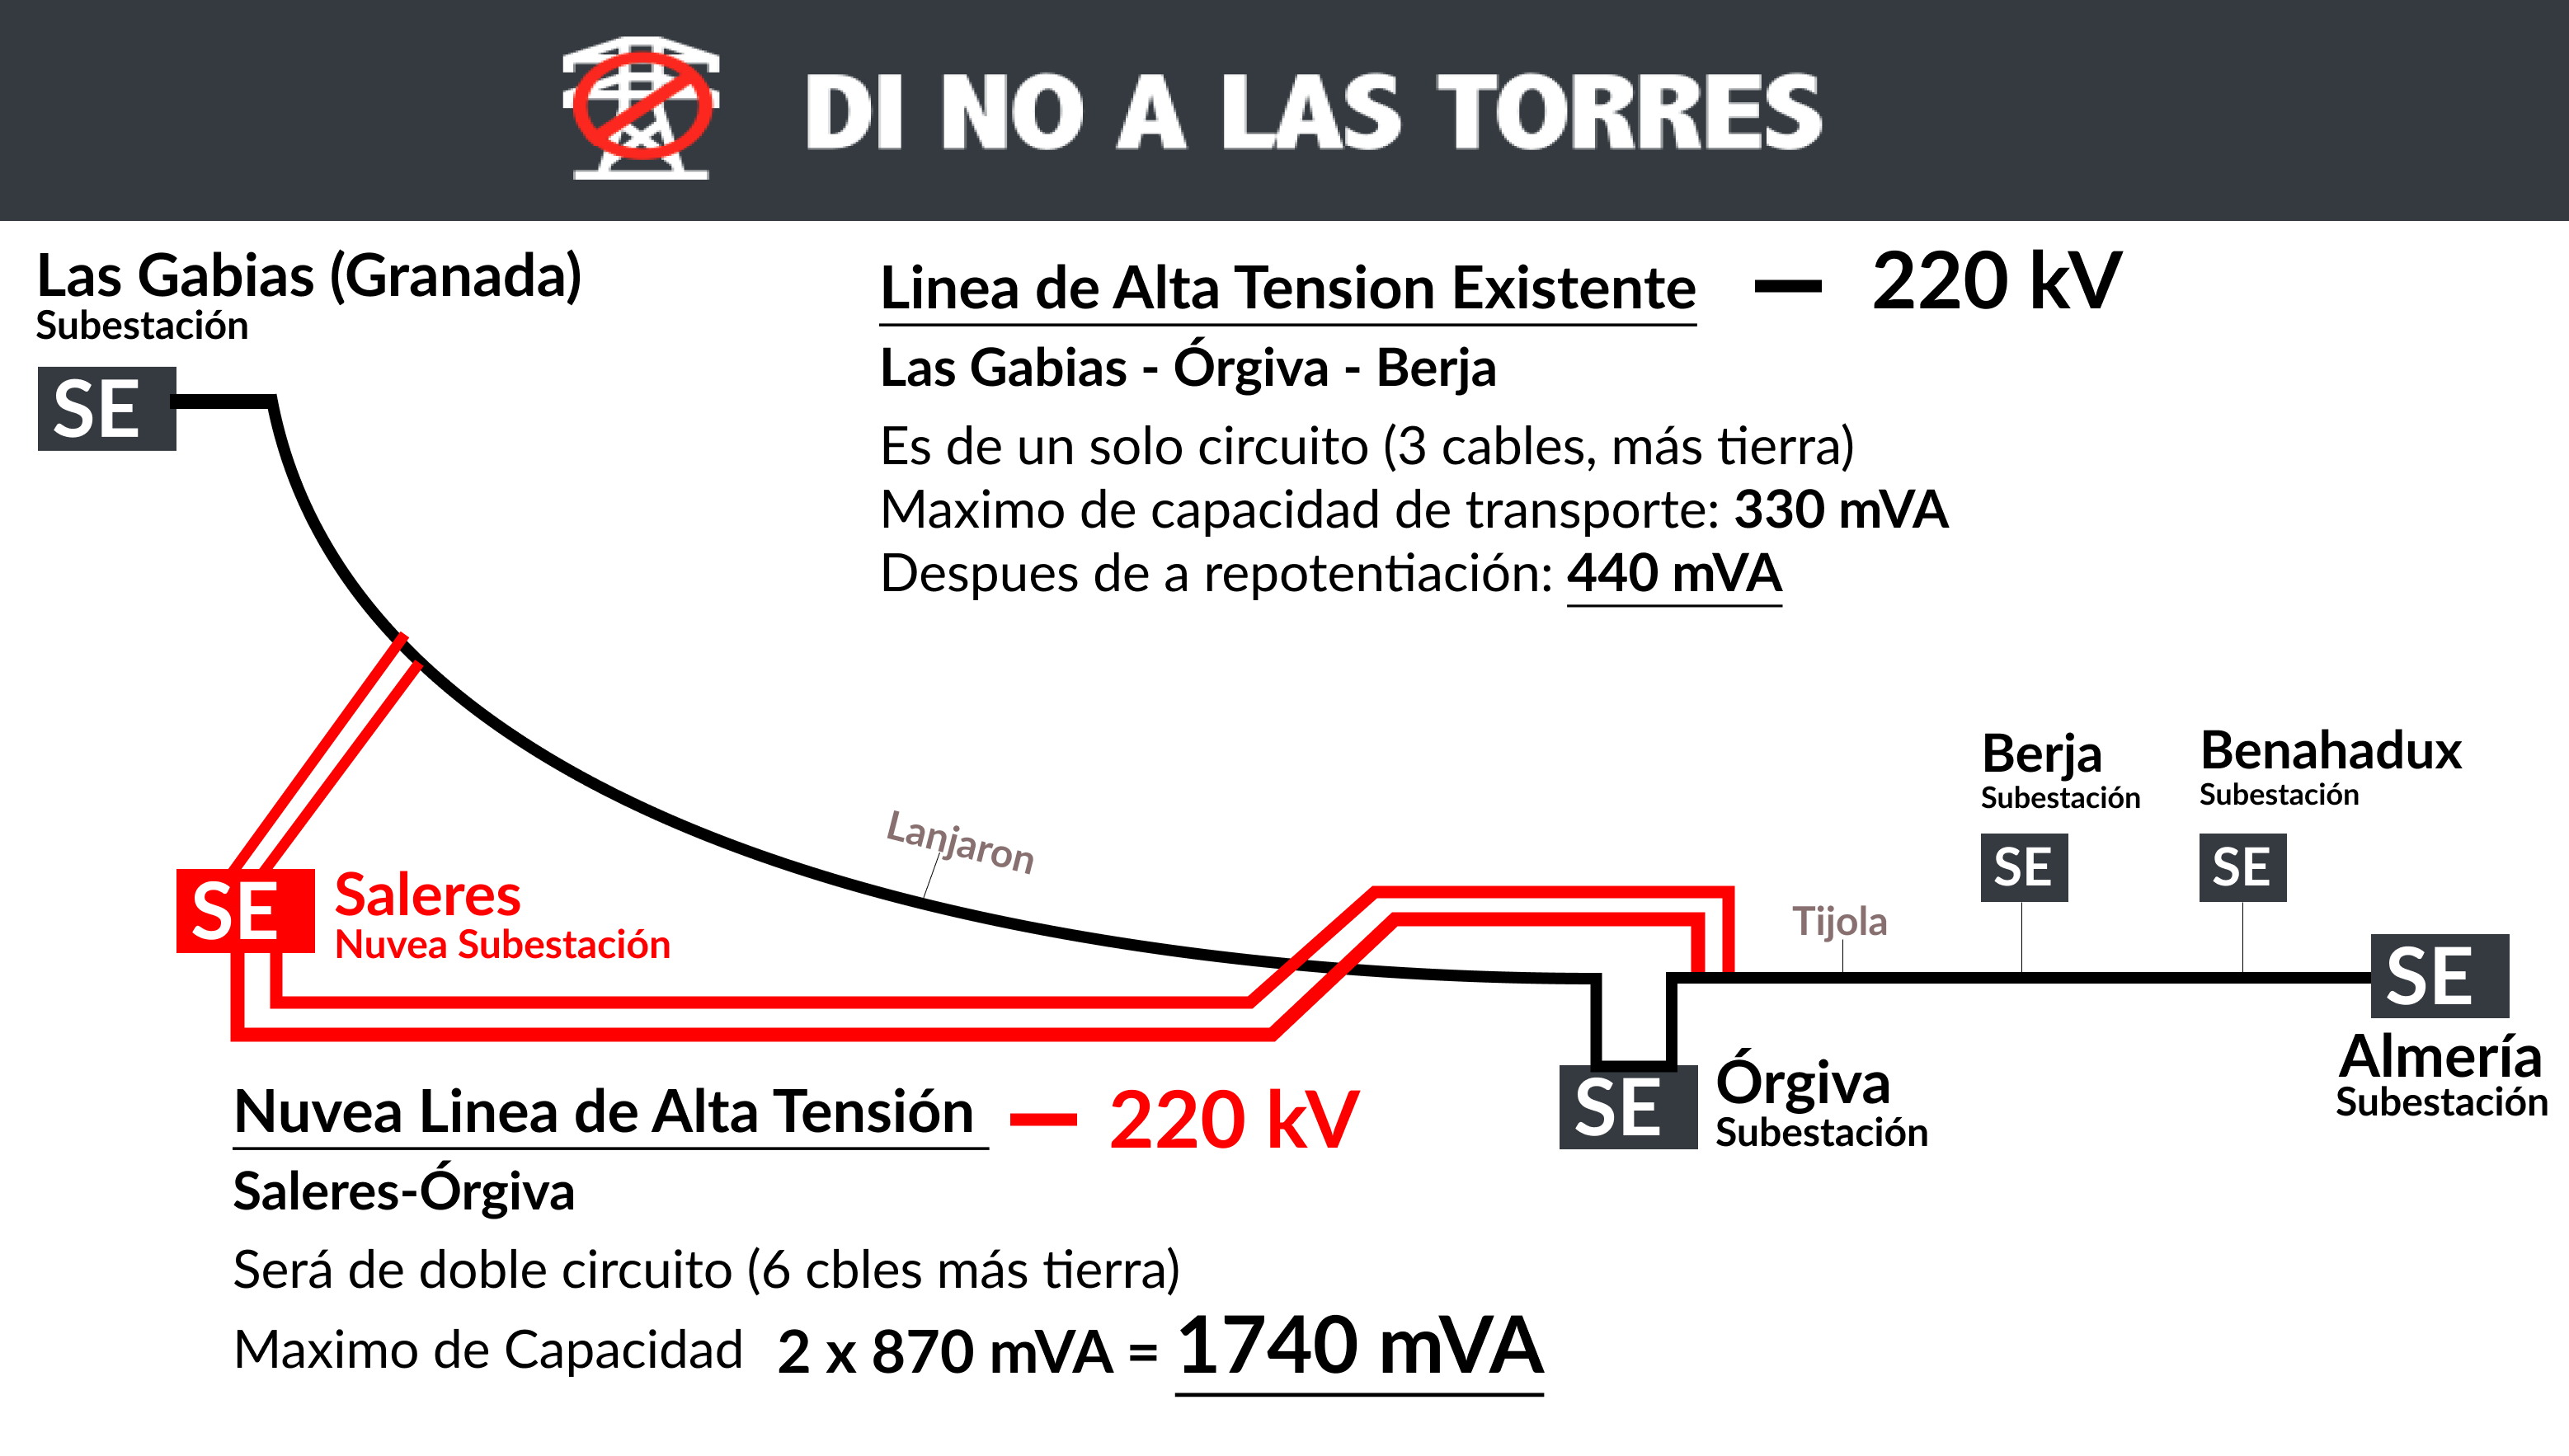 DI NO A LAS TORRES
Las Gabias (Granada)
Subestación
SE
Linea de Alta Tension Existente — 220 kV
Las Gabias - Órgiva - Berja
Es de un solo circuito (3 cables, más tierra)
Maximo de capacidad de transporte: 330 mVA
Despues de a repotentiación: 440 mVA
Lanjaron
Berja
Subestación
SE
Benahadux
Subestación
SE
SE
Saleres
Nuvea Subestación
Tijola
SE
Almería
Subestación
SE
Órgiva
Subestación
Nuvea Linea de Alta Tensión — 220 kV
Saleres-Órgiva
Será de doble circuito (6 cbles más tierra)
Maximo de Capacidad 2 x 870 mVA = 1740 mVA